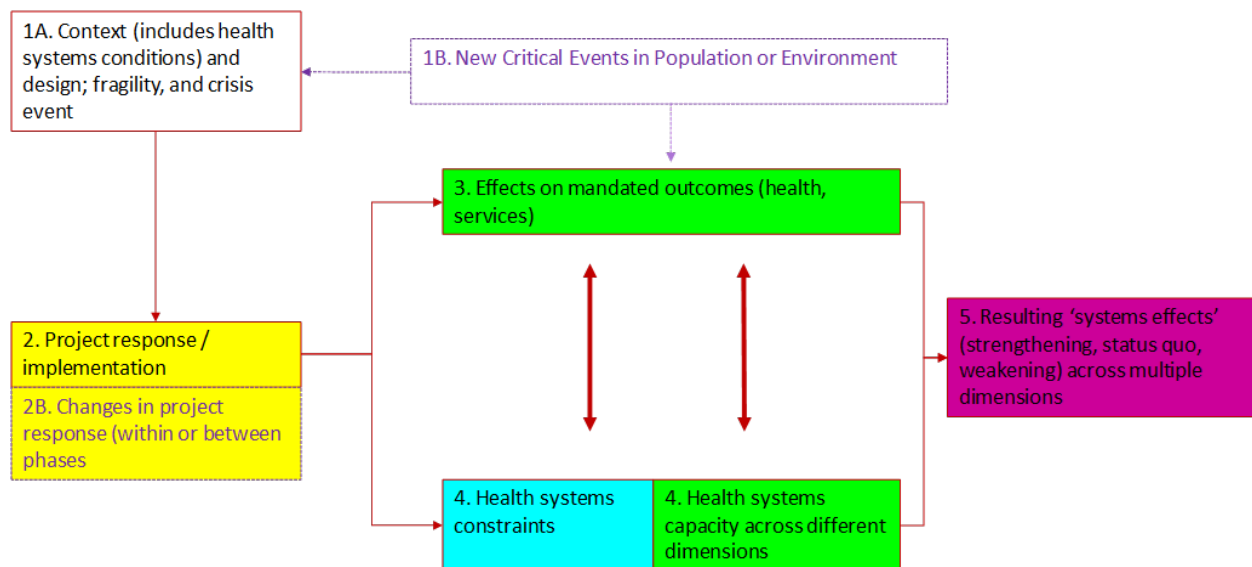 1A. Context (includes health
systems conditions) and
design; fragility, and crisis
event
1B. New Critical Events in Population or Environment
3. Effects on mandated outcomes (health,
services)
2. Project response /
implementation
2B. Changes in project
response (within or between
phases
5. Resulting ‘systems effects’
(strengthening, status quo,
weakening) across multiple
dimensions
4. Health systems
constraints
4. Health systems
capacity across different
dimensions